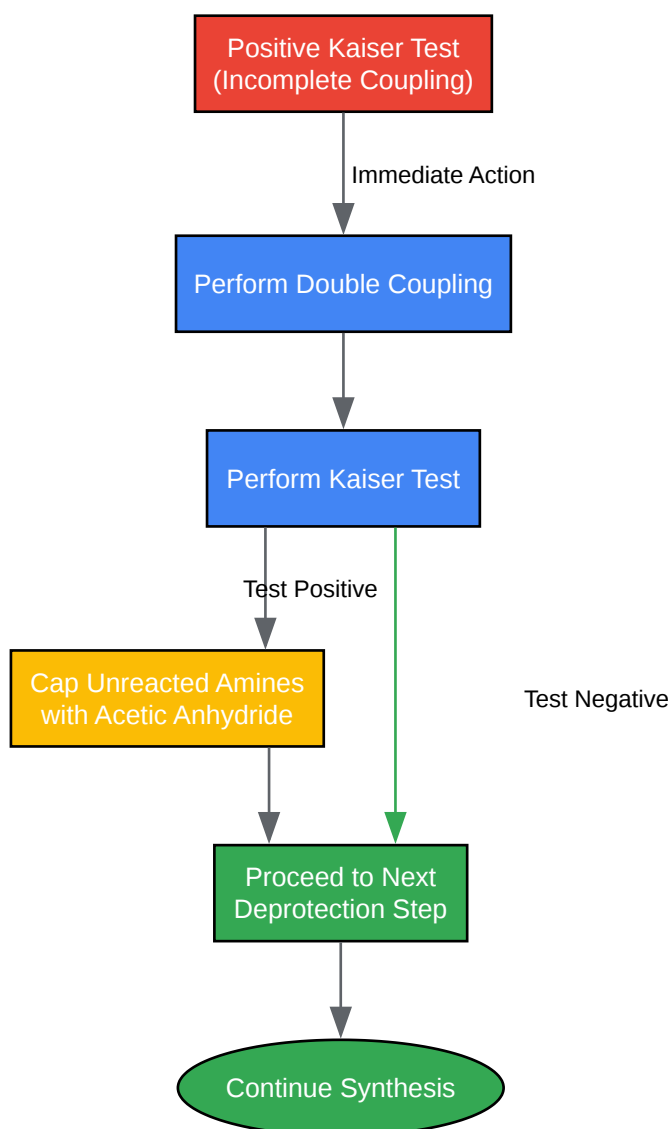 Positive Kaiser Test
(Incomplete Coupling)
Immediate Action
Perform Double Coupling
Perform Kaiser Test
Test Positive
Cap Unreacted Amines
with Acetic Anhydride
Test Negative
Proceed to Next
Deprotection Step
Continue Synthesis